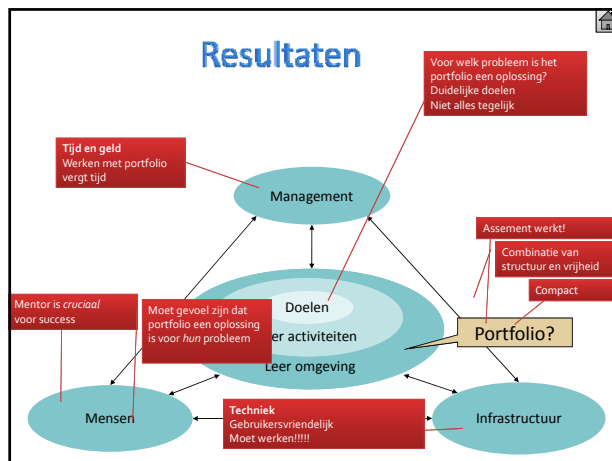 Resultaten
Voor welk probleem is het
portfolio een oplossing?
Duidelijke doelen
Niet alles tegelijk
Tijd en geld
Werken met portfolio
vergt tijd
Management
Assement werkt!
Combinatie van
structuur en vrijheid
Compact
Mentor is cruciaal
voor success
Moet gevoel zijn dat
portfolio een oplossing
is voor hun probleem
Doelen
er activiteiten
Leer omgeving
Portfolio?
Mensen
Techniek
Gebruikersvriendelijk
Moet werken!!!!!
Infrastructuur